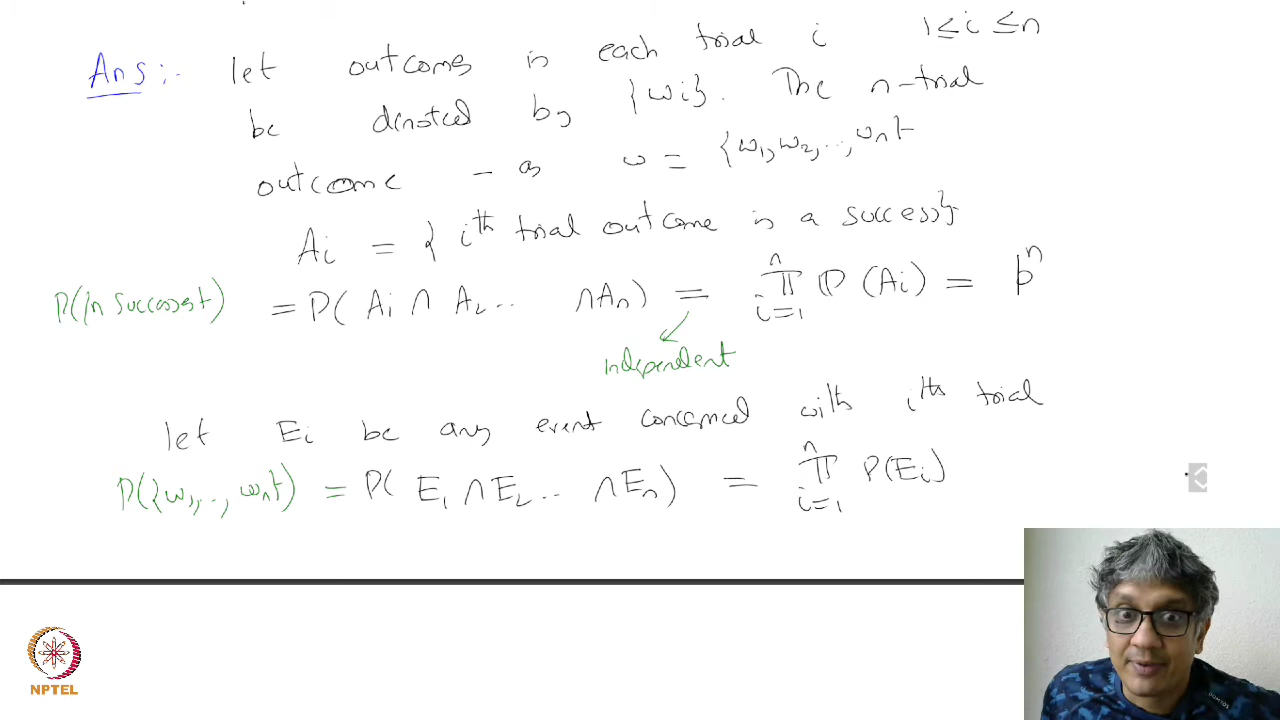 Ans :- let outcomes in each trial i 1 ≤ i ≤ n
be denoted by {ωi}. The n-trial
outcome - as ω = {ω1, ω2, ..., ωn}
Ai = { ith trial outcome is a success}
P(n successes) = P( Ai ∩ A2 .. ∩ An ) = ∏_{i=1}^{n} P(Ai) = p^n
independent
let Ei be any event concerned with ith trial
P({ω1, .., ωn}) = P( E1 ∩ E2 .. ∩ En ) = ∏_{i=1}^{n} P(Ei)
NPTEL